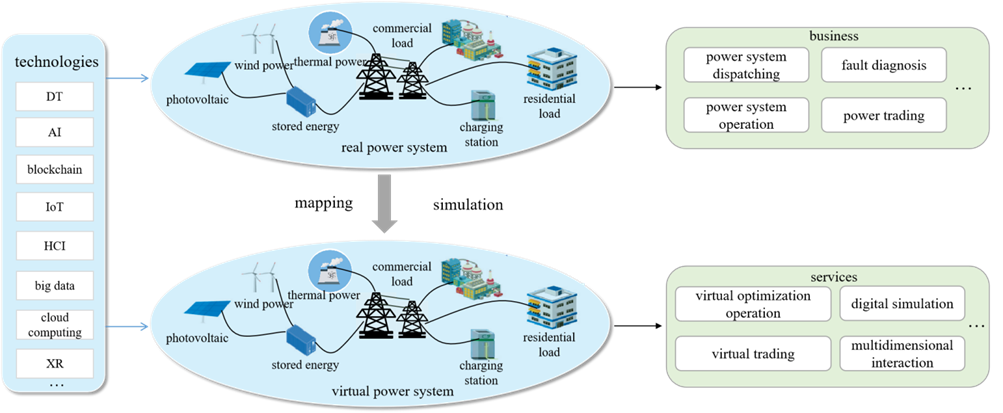 technologies
DT
AI
blockchain
IoT
HCI
big data
cloud
computing
XR
...
commercial
load
wind power
thermal power
photovoltaic
stored energy
charging
station
residential
load
real power system
business
power system
dispatching
fault diagnosis
power system
operation
power trading
...
mapping
simulation
commercial
load
wind power
thermal power
photovoltaic
stored energy
charging
station
residential
load
virtual power system
services
virtual optimization
operation
digital simulation
virtual trading
multidimensional
interaction
...